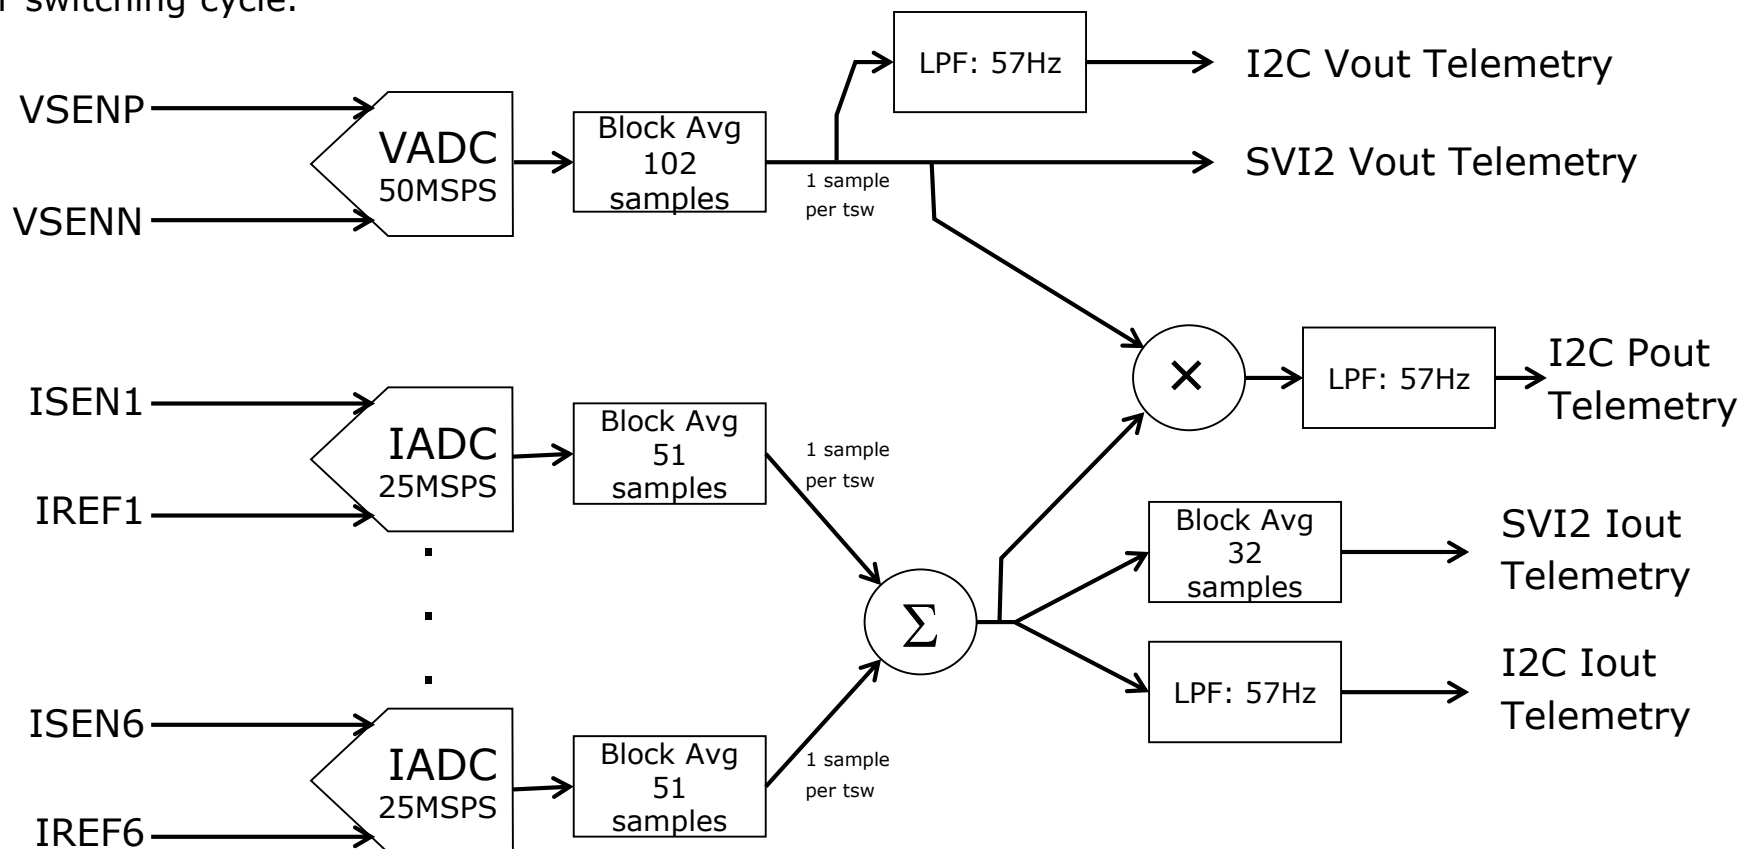 switching cycle.
LPF: 57Hz
I2C Vout Telemetry
VSENP
VADC
50MSPS
Block Avg
102
samples
SVI2 Vout Telemetry
1 sample
per tsw
VSENN
×
LPF: 57Hz
I2C Pout
Telemetry
ISEN1
IADC
25MSPS
Block Avg
51
samples
1 sample
per tsw
IREF1
Block Avg
32
samples
SVI2 Iout
Telemetry
Σ
LPF: 57Hz
I2C Iout
Telemetry
ISEN6
IADC
25MSPS
Block Avg
51
samples
1 sample
per tsw
IREF6